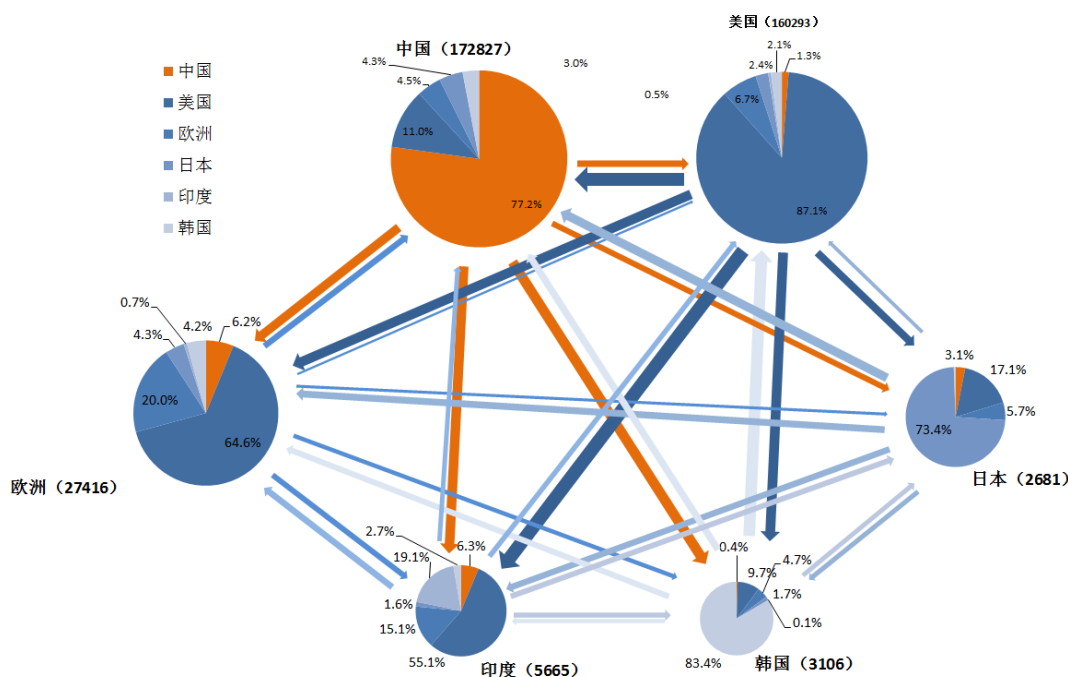 美国（160293）
中国（172827）
中国
美国
欧洲
日本
印度
韩国
4.3%
4.5%
11.0%
77.2%
3.0%
0.5%
2.1%
1.3%
2.4%
6.7%
87.1%
0.7%
4.2%
6.2%
4.3%
20.0%
64.6%
欧洲（27416）
3.1%
17.1%
5.7%
73.4%
日本（2681）
2.7%
6.3%
19.1%
1.6%
15.1%
55.1%
印度（5665）
0.4%
4.7%
9.7%
1.7%
0.1%
83.4%
韩国（3106）